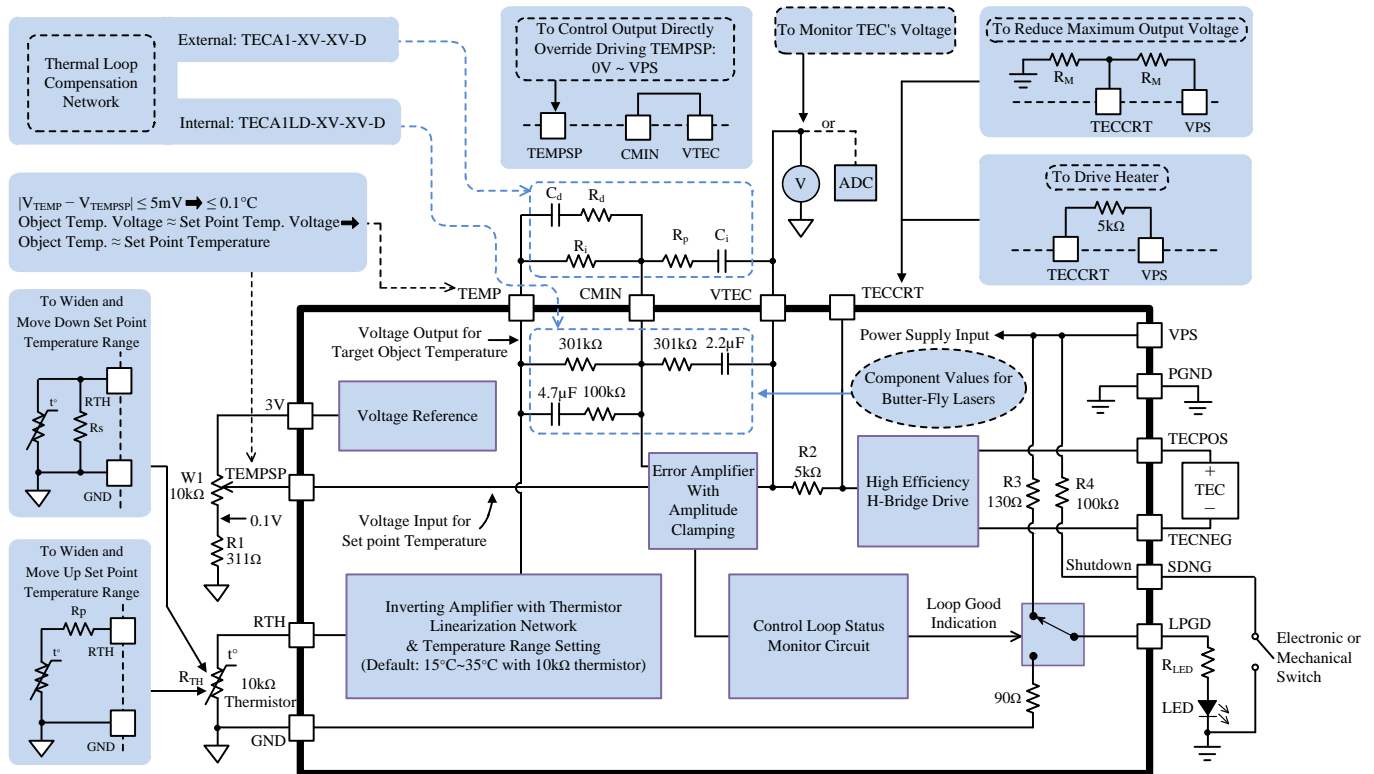 External: TECA1-XV-XV-D
Thermal Loop
Compensation
Network
Internal: TECA1LD-XV-XV-D
To Control Output Directly
Override Driving TEMPSP:
0V ~ VPS
TEMPSP
CMIN
VTEC
To Monitor TEC's Voltage
or
V
ADC
To Reduce Maximum Output Voltage
RM
RM
TECCRT
VPS
To Drive Heater
5kΩ
TECCRT
VPS
|VTEMP − VTEMPSP| ≤ 5mV ➡ ≤ 0.1°C
Object Temp. Voltage ≈ Set Point Temp. Voltage ➡
Object Temp. ≈ Set Point Temperature
Cd
Rd
Ri
Rp
Ci
TEMP
CMIN
VTEC
TECCRT
To Widen and
Move Down Set Point
Temperature Range
RTH
t°
Rs
GND
Voltage Output for
Target Object Temperature
301kΩ
301kΩ
2.2µF
4.7µF
100kΩ
Power Supply Input
VPS
Component Values for
Butter-Fly Lasers
PGND
3V
Voltage Reference
TECPOS
W1
10kΩ
TEMPSP
0.1V
R1
311Ω
Voltage Input for
Set point Temperature
Error Amplifier
With
Amplitude
Clamping
R2
5kΩ
High Efficiency
H-Bridge Drive
R3
130Ω
R4
100kΩ
+
TEC
−
TECNEG
To Widen and
Move Up Set Point
Temperature Range
Rp
RTH
t°
GND
RTH
t°
RTH
10kΩ
Thermistor
GND
Inverting Amplifier with Thermistor
Linearization Network
& Temperature Range Setting
(Default: 15°C~35°C with 10kΩ thermistor)
Control Loop Status
Monitor Circuit
Loop Good
Indication
Shutdown
SDNG
LPGD
90Ω
RLED
LED
Electronic or
Mechanical
Switch